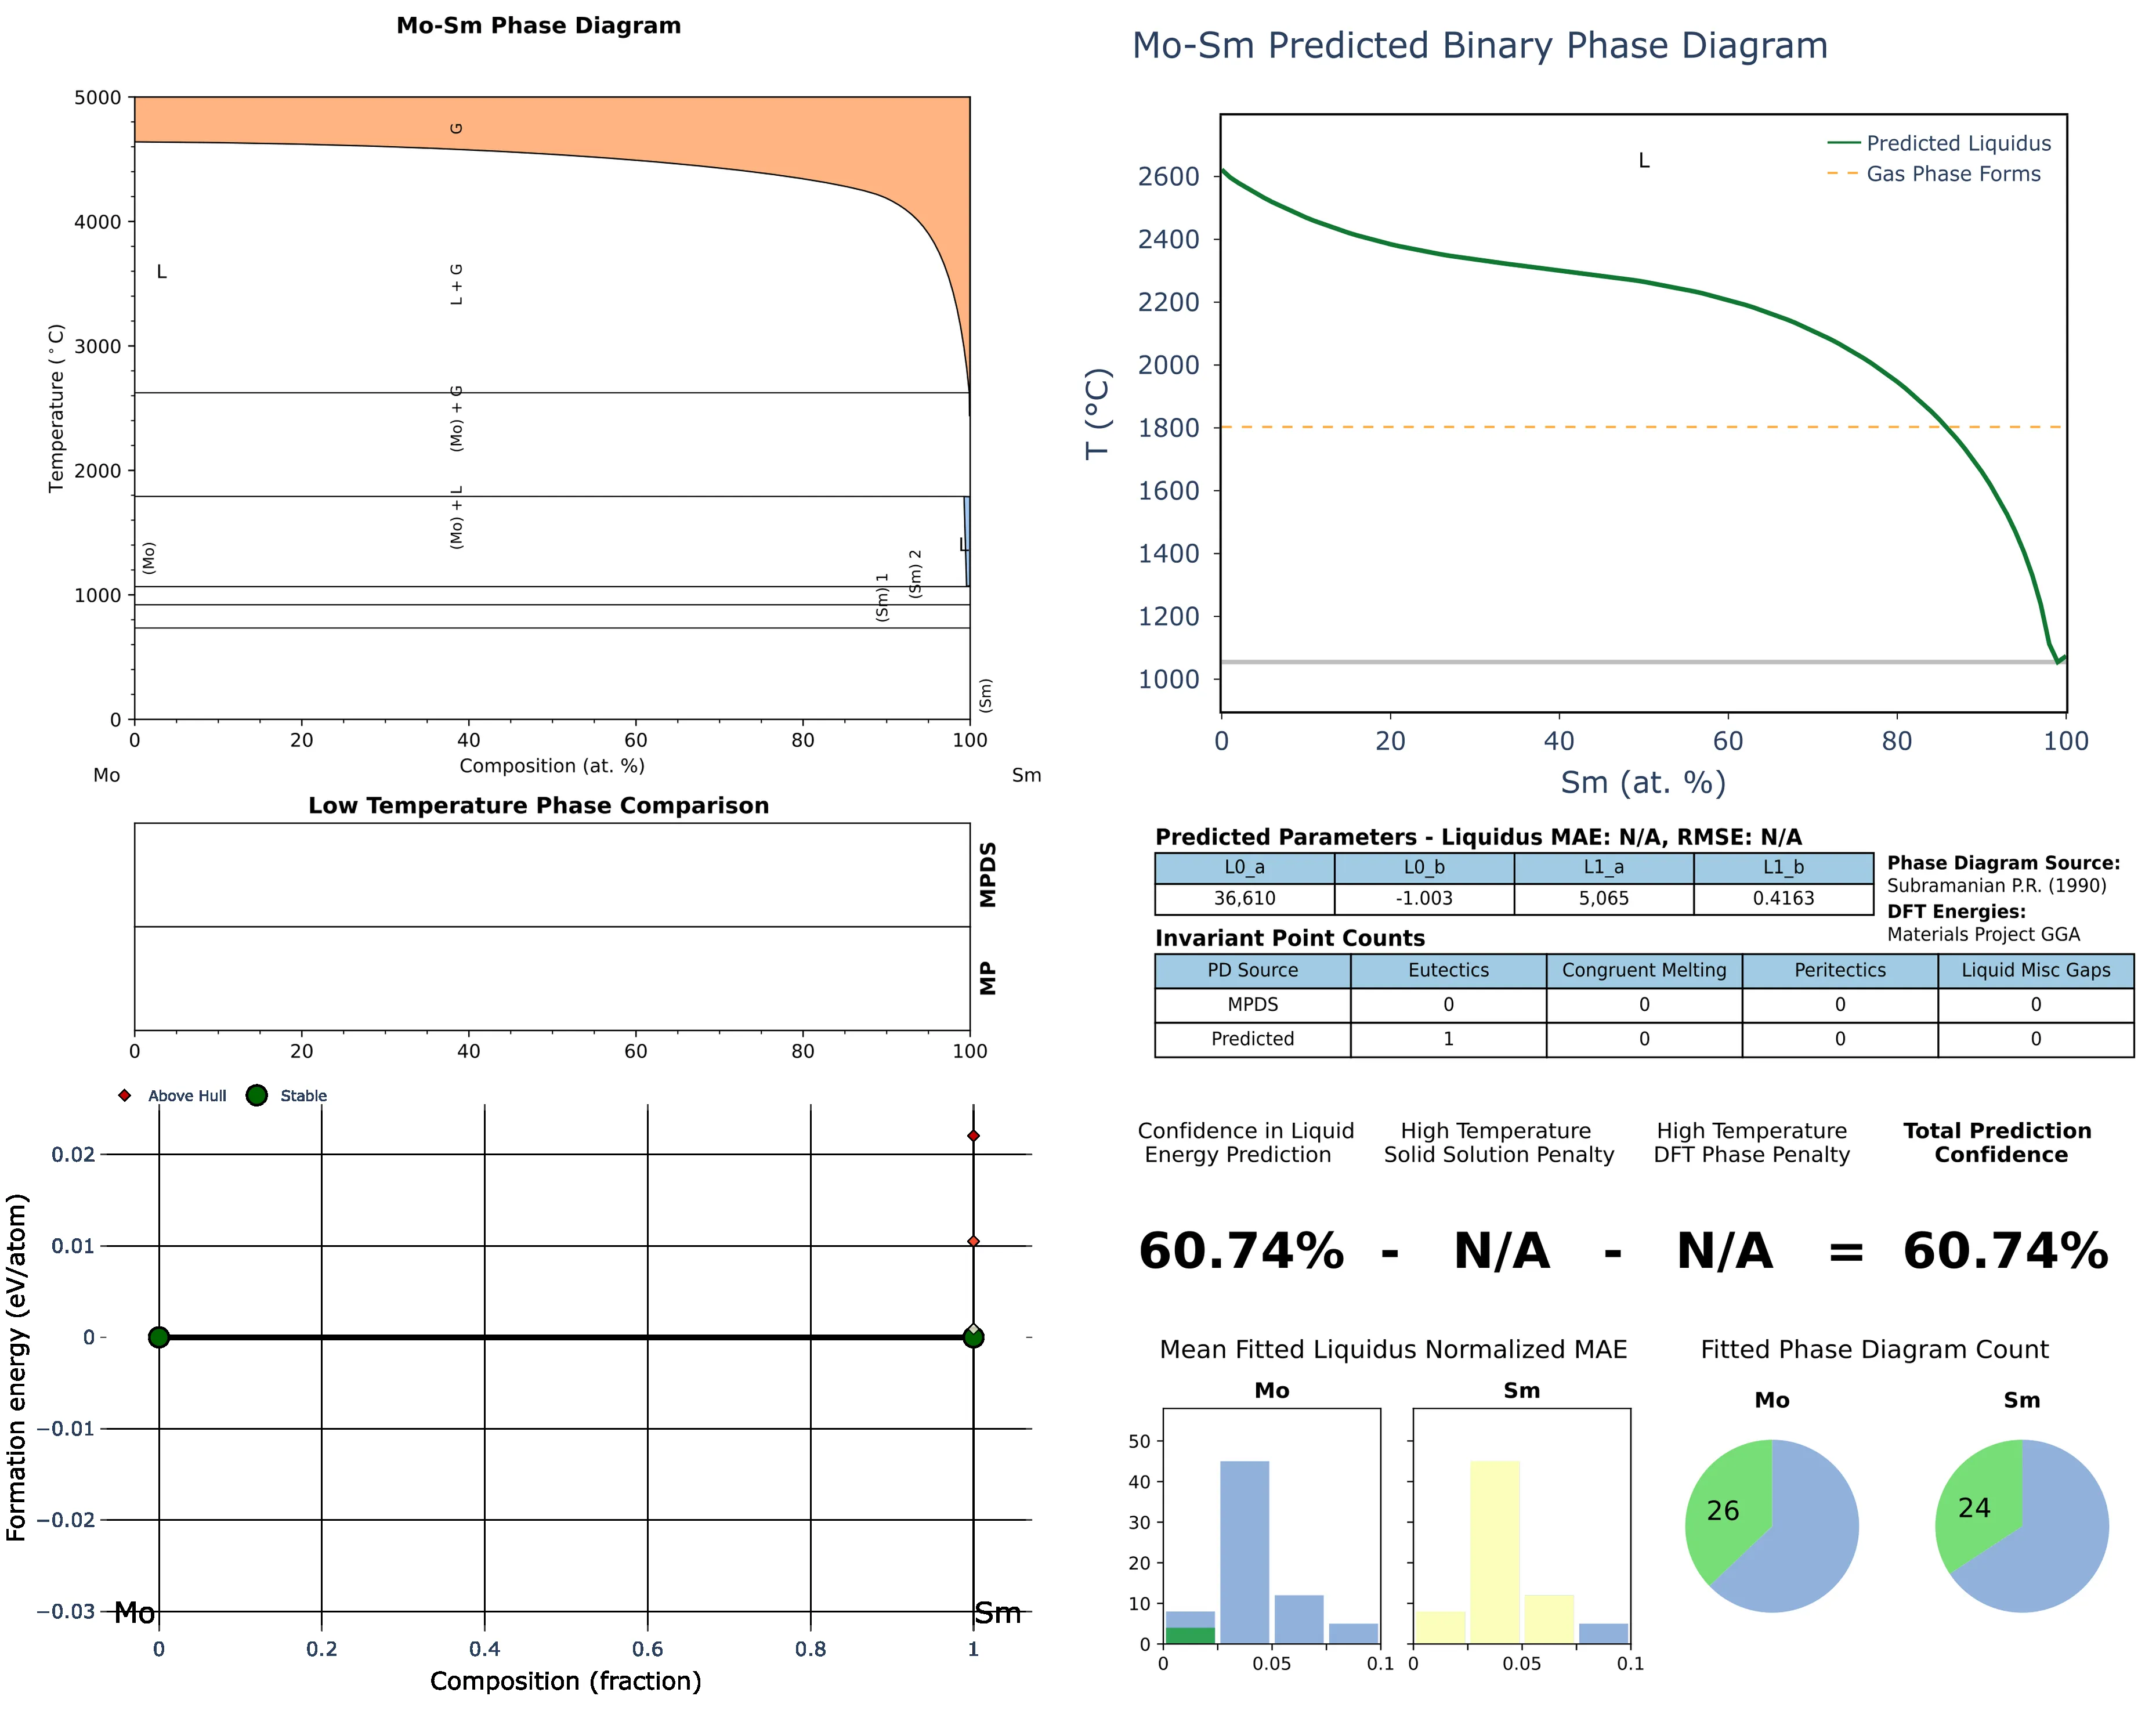 Mo-Sm Phase Diagram
5000
4000
3000
2000
1000
0
Temperature (°C)
G
L
L + G
(Mo) + G
(Mo) + L
(Mo)
L
(Sm) 1
(Sm) 2
(Sm)
0 20 40 60 80 100
Composition (at. %)
Mo Sm
Low Temperature Phase Comparison
MPDS
MP
0 20 40 60 80 100
Above Hull Stable
0.02
0.01
0
−0.01
−0.02
−0.03
Formation energy (eV/atom)
Mo Sm
0 0.2 0.4 0.6 0.8 1
Composition (fraction)
Mo-Sm Predicted Binary Phase Diagram
L
Predicted Liquidus
Gas Phase Forms
2600
2400
2200
2000
1800
1600
1400
1200
1000
T (°C)
0 20 40 60 80 100
Sm (at. %)
Predicted Parameters - Liquidus MAE: N/A, RMSE: N/A
L0_a L0_b L1_a L1_b
36,610 -1.003 5,065 0.4163
Phase Diagram Source:
Subramanian P.R. (1990)
DFT Energies:
Materials Project GGA
Invariant Point Counts
PD Source Eutectics Congruent Melting Peritectics Liquid Misc Gaps
MPDS 0 0 0 0
Predicted 1 0 0 0
Confidence in Liquid
Energy Prediction
High Temperature
Solid Solution Penalty
High Temperature
DFT Phase Penalty
Total Prediction
Confidence
60.74% - N/A - N/A = 60.74%
Mean Fitted Liquidus Normalized MAE
Mo Sm
50
40
30
20
10
0
0 0.05 0.1 0 0.05 0.1
Fitted Phase Diagram Count
Mo Sm
26 24